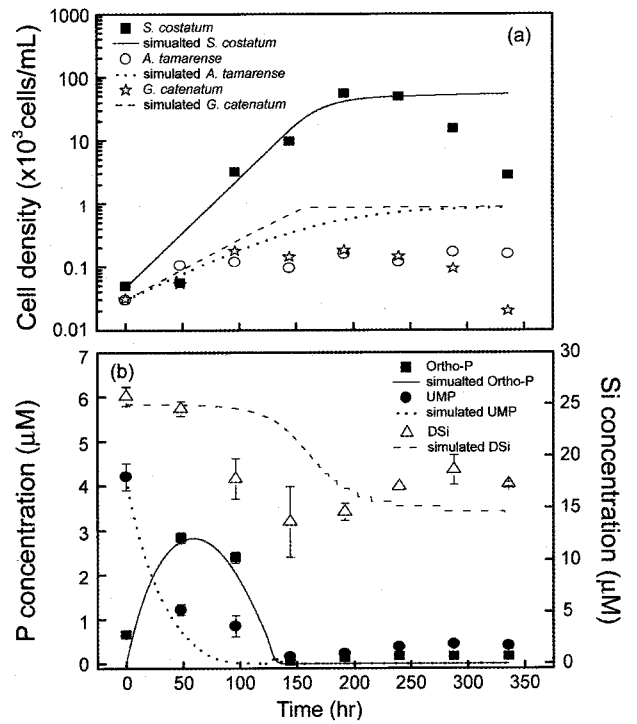 (a)
S. costatum
simualted S. costatum
A. tamarense
simulated A. tamarense
G. catenatum
simulated G. catenatum
Cell density (x10³ cells/mL)
1000
100
10
1
0.1
0.01
(b)
Ortho-P
simualted Ortho-P
UMP
simulated UMP
DSi
simulated DSi
P concentration (μM)
7
6
5
4
3
2
1
0
Si concentration (μM)
30
25
20
15
10
5
0
0 50 100 150 200 250 300 350
Time (hr)